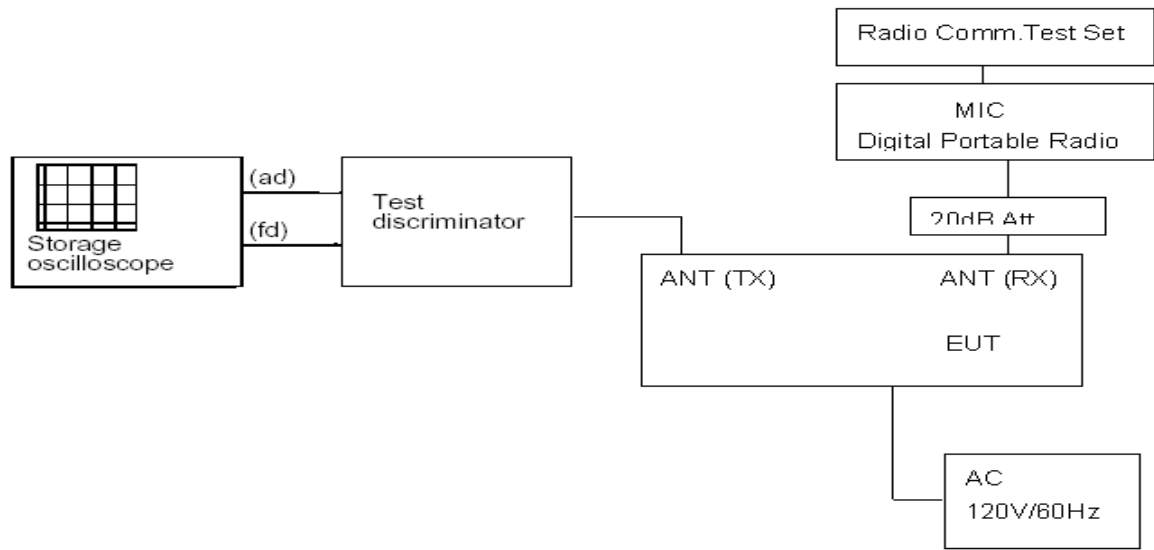 Radio Comm.Test Set
MIC
Digital Portable Radio
(ad)
(fd)
Storage
oscilloscope
Test
discriminator
20dB Att
ANT (TX) ANT (RX)
EUT
AC
120V/60Hz